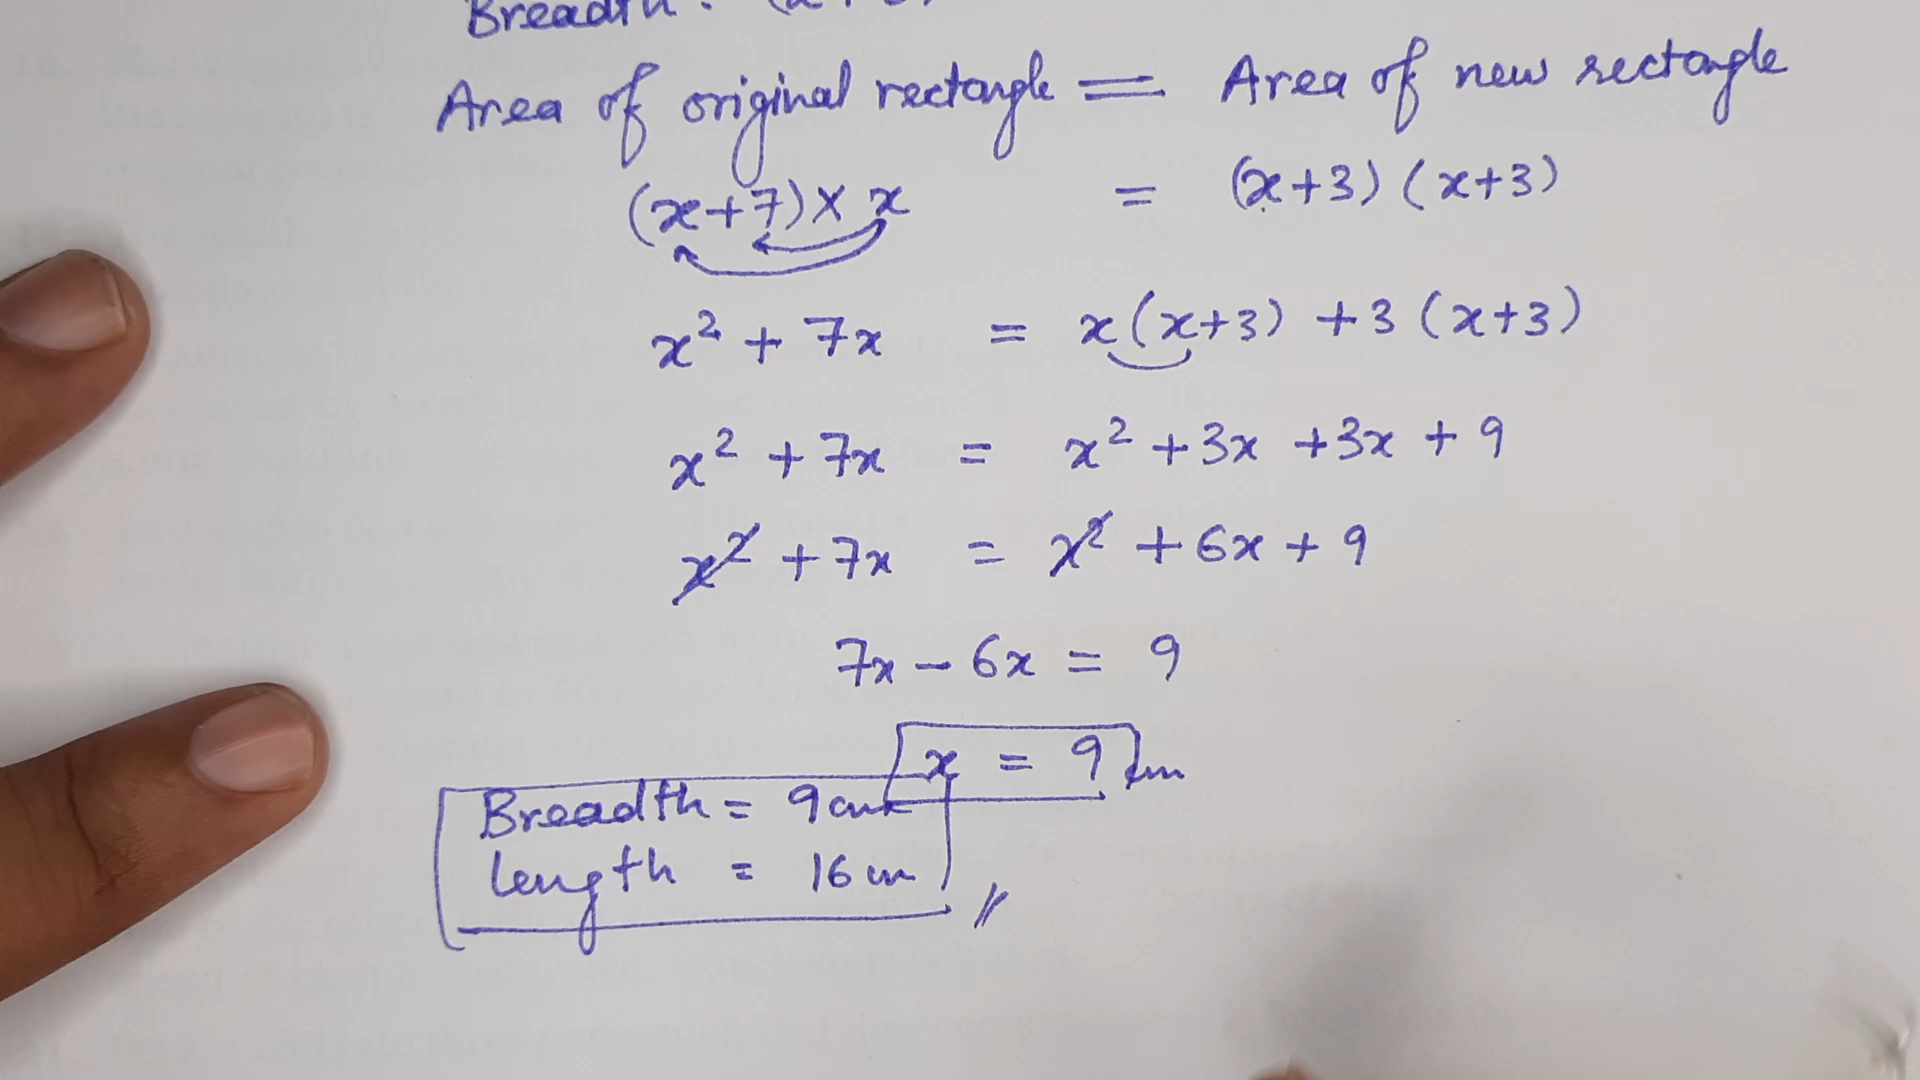 Breadth : (x + 3)
Area of original rectangle = Area of new rectangle
(x+7) × x = (x+3) (x+3)
x² + 7x = x(x+3) + 3 (x+3)
x² + 7x = x² + 3x + 3x + 9
x² + 7x = x² + 6x + 9
7x − 6x = 9
x = 9 cm
Breadth = 9 cm
length = 16 cm //